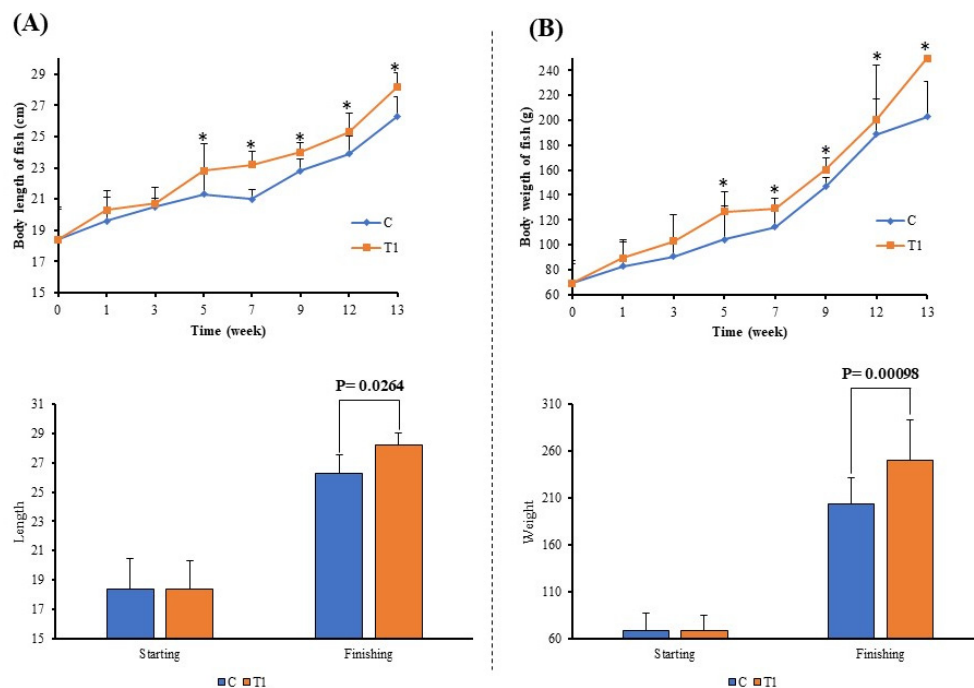 (A)
Body length of fish (cm)
29
27
25
23
21
19
17
15
* * * * *
C
T1
0 1 3 5 7 9 12 13
Time (week)
P= 0.0264
Length
31
29
27
25
23
21
19
17
15
Starting Finishing
C T1
(B)
Body weigth of fish (g)
240
220
200
180
160
140
120
100
80
60
* * * * *
C
T1
0 1 3 5 7 9 12 13
Time (week)
P= 0.00098
Weight
310
260
210
160
110
60
Starting Finishing
C T1